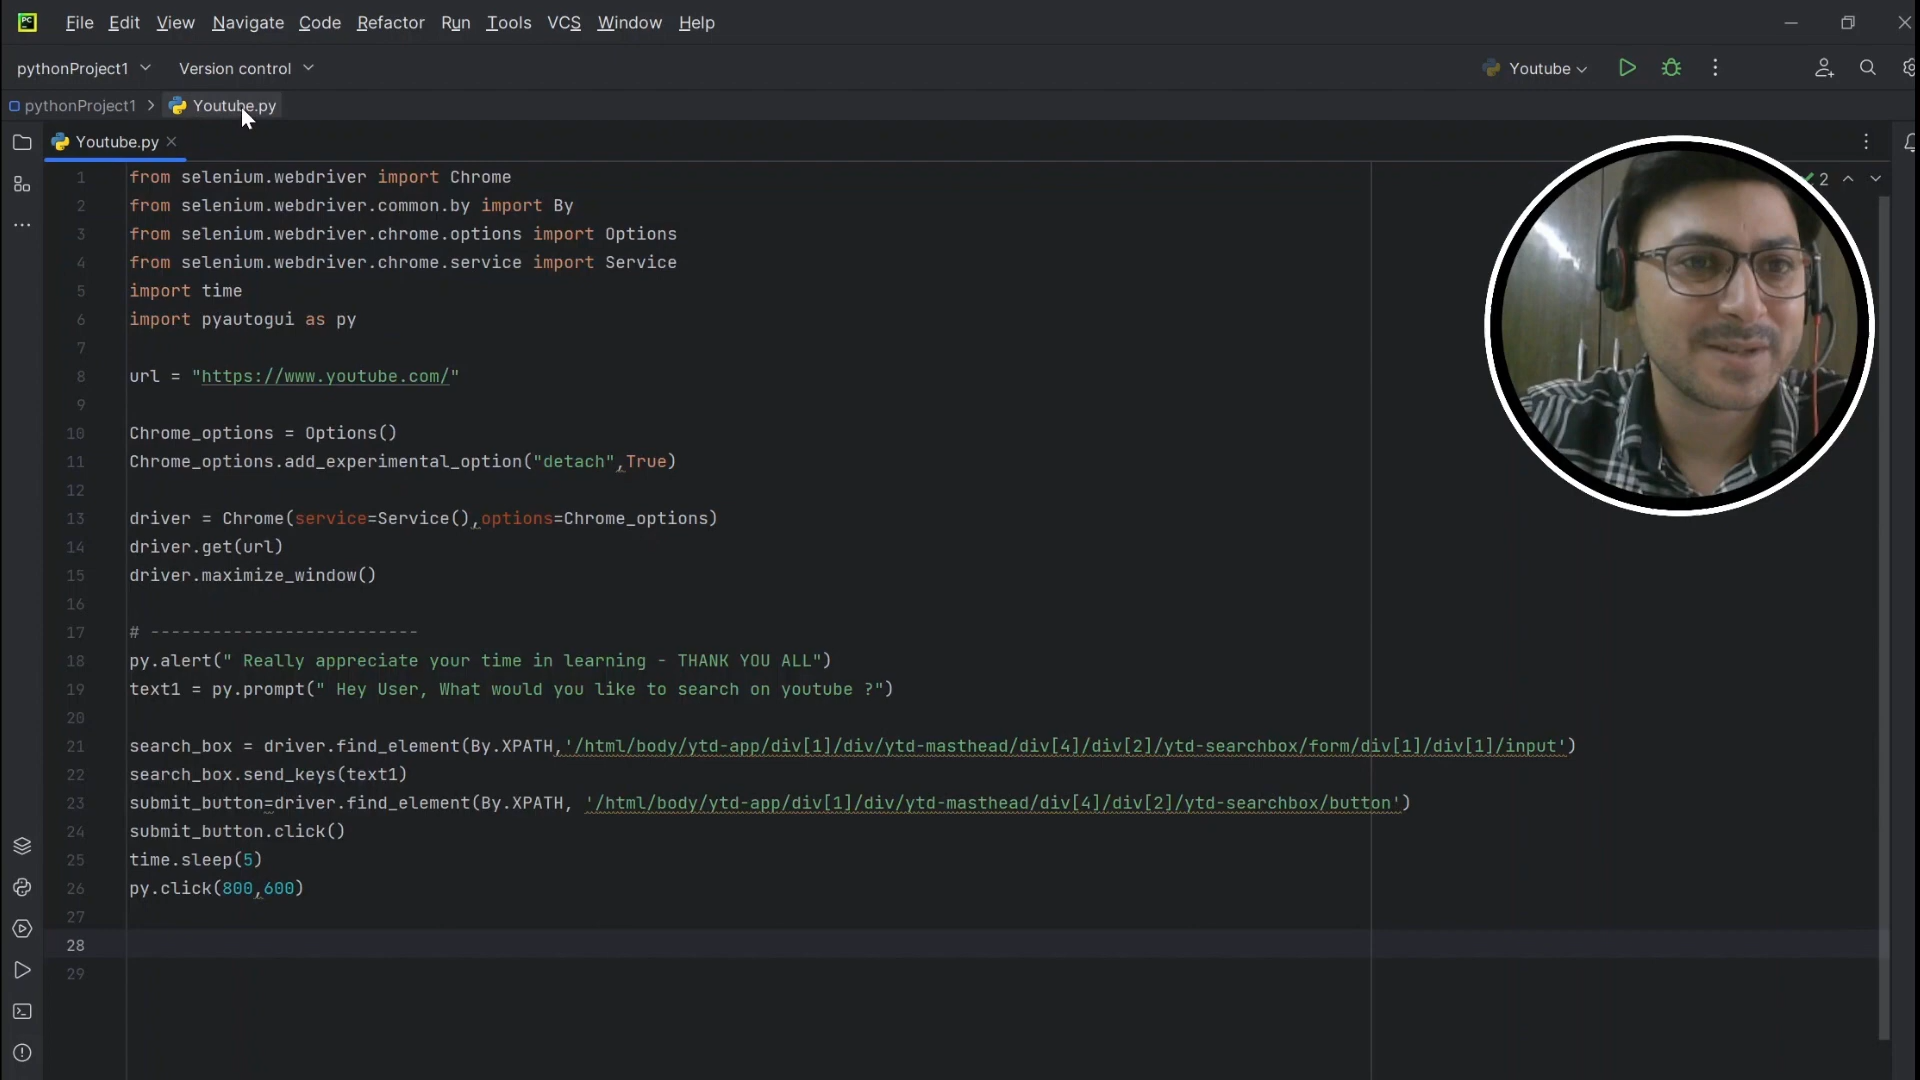 PC File Edit View Navigate Code Refactor Run Tools VCS Window Help
pythonProject1 Version control Youtube
pythonProject1 Youtube.py
Youtube.py
2
1 from selenium.webdriver import Chrome
2 from selenium.webdriver.common.by import By
3 from selenium.webdriver.chrome.options import Options
4 from selenium.webdriver.chrome.service import Service
5 import time
6 import pyautogui as py
7
8 url = "https://www.youtube.com/"
9
10 Chrome_options = Options()
11 Chrome_options.add_experimental_option("detach",True)
12
13 driver = Chrome(service=Service(),options=Chrome_options)
14 driver.get(url)
15 driver.maximize_window()
16
17 # --------------------------
18 py.alert(" Really appreciate your time in learning - THANK YOU ALL")
19 text1 = py.prompt(" Hey User, What would you like to search on youtube ?")
20
21 search_box = driver.find_element(By.XPATH,'/html/body/ytd-app/div[1]/div/ytd-masthead/div[4]/div[2]/ytd-searchbox/form/div[1]/div[1]/input')
22 search_box.send_keys(text1)
23 submit_button=driver.find_element(By.XPATH, '/html/body/ytd-app/div[1]/div/ytd-masthead/div[4]/div[2]/ytd-searchbox/button')
24 submit_button.click()
25 time.sleep(5)
26 py.click(800,600)
27
28
29